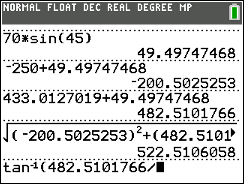 NORMAL FLOAT DEC REAL DEGREE MP
70*sin(45)
49.49747468
-250+49.49747468
-200.5025253
433.0127019+49.49747468
482.5101766
√(-200.5025253)²+(482.5101
522.5106058
tan⁻¹(482.5101766/